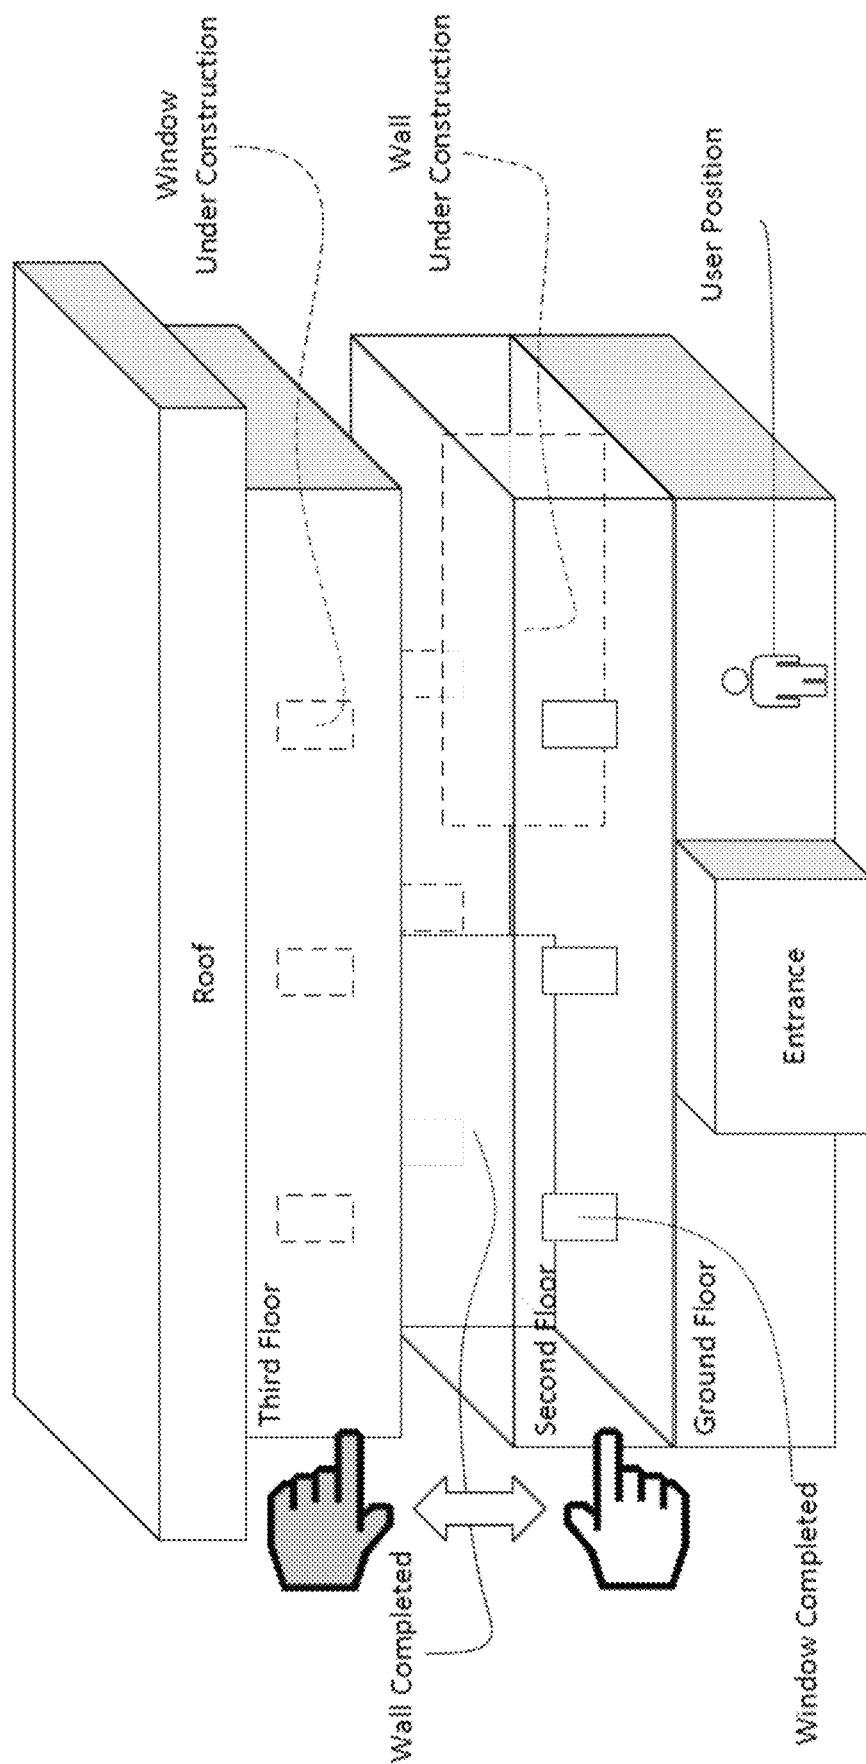 Window
Under Construction
Wall
Under Construction
User Position
Roof
Third Floor
Second Floor
Ground Floor
Entrance
Wall Completed
Window Completed